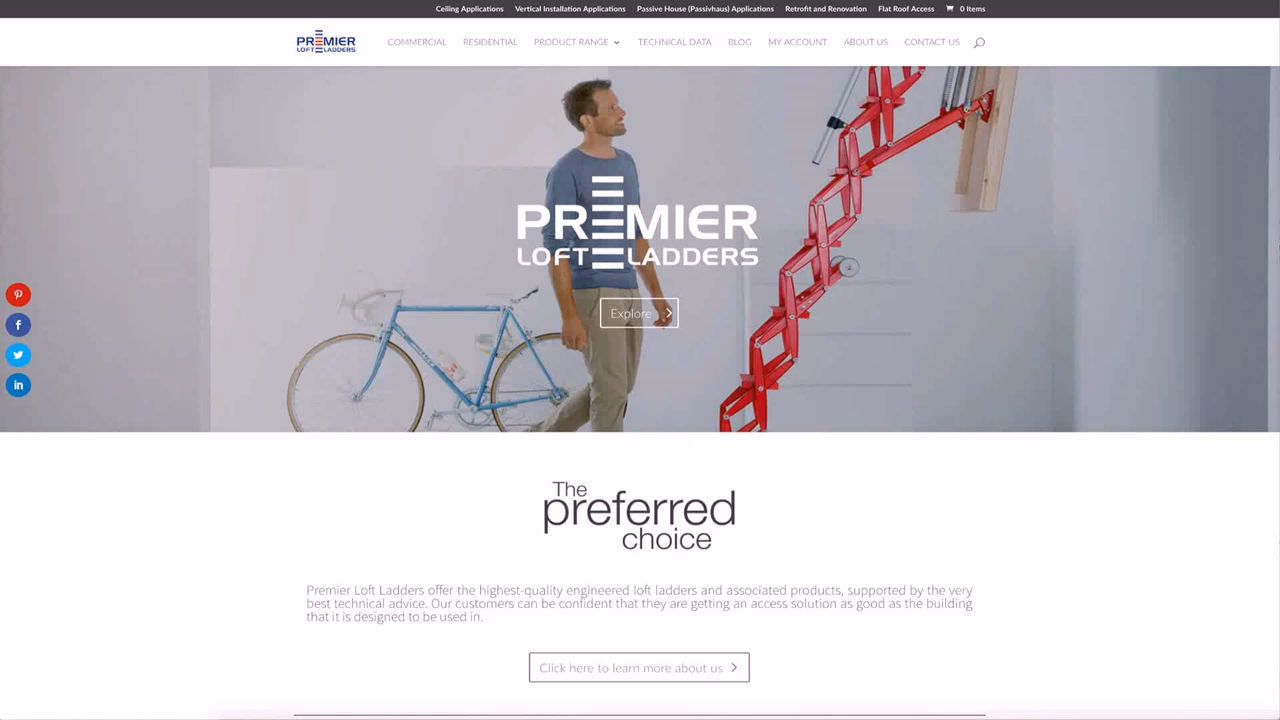 Ceiling Applications Vertical Installation Applications Passive House (Passivhaus) Applications Retrofit and Renovation Flat Roof Access 0 Items
PREMIER
LOFT LADDERS
COMMERCIAL RESIDENTIAL PRODUCT RANGE TECHNICAL DATA BLOG MY ACCOUNT ABOUT US CONTACT US
PREMIER
LOFT LADDERS
Explore
The
preferred
choice
Premier Loft Ladders offer the highest-quality engineered loft ladders and associated products, supported by the very
best technical advice. Our customers can be confident that they are getting an access solution as good as the building
that it is designed to be used in.
Click here to learn more about us